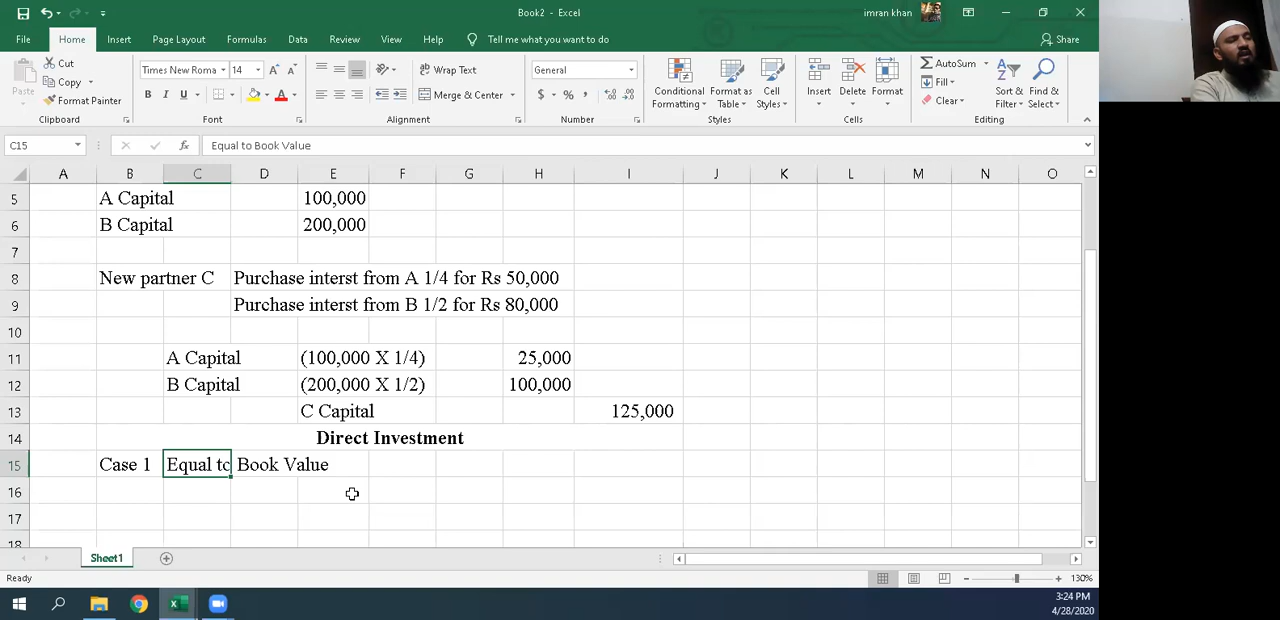 Book2 - Excel
imran khan
File Home Insert Page Layout Formulas Data Review View Help Tell me what you want to do Share
Paste Cut Copy Format Painter Clipboard
Times New Roma 14 A A B I U A Font
Wrap Text Merge & Center Alignment
General $ % , Number
Conditional Formatting Format as Table Cell Styles Styles
Insert Delete Format Cells
AutoSum Fill Clear Sort & Filter Find & Select Editing
C15 fx Equal to Book Value
A B C D E F G H I J K L M N O
5 A Capital 100,000
6 B Capital 200,000
7
8 New partner C Purchase interst from A 1/4 for Rs 50,000
9 Purchase interst from B 1/2 for Rs 80,000
10
11 A Capital (100,000 X 1/4) 25,000
12 B Capital (200,000 X 1/2) 100,000
13 C Capital 125,000
14 Direct Investment
15 Case 1 Equal to Book Value
16
17
18
Sheet1
Ready 130%
3:24 PM
4/28/2020